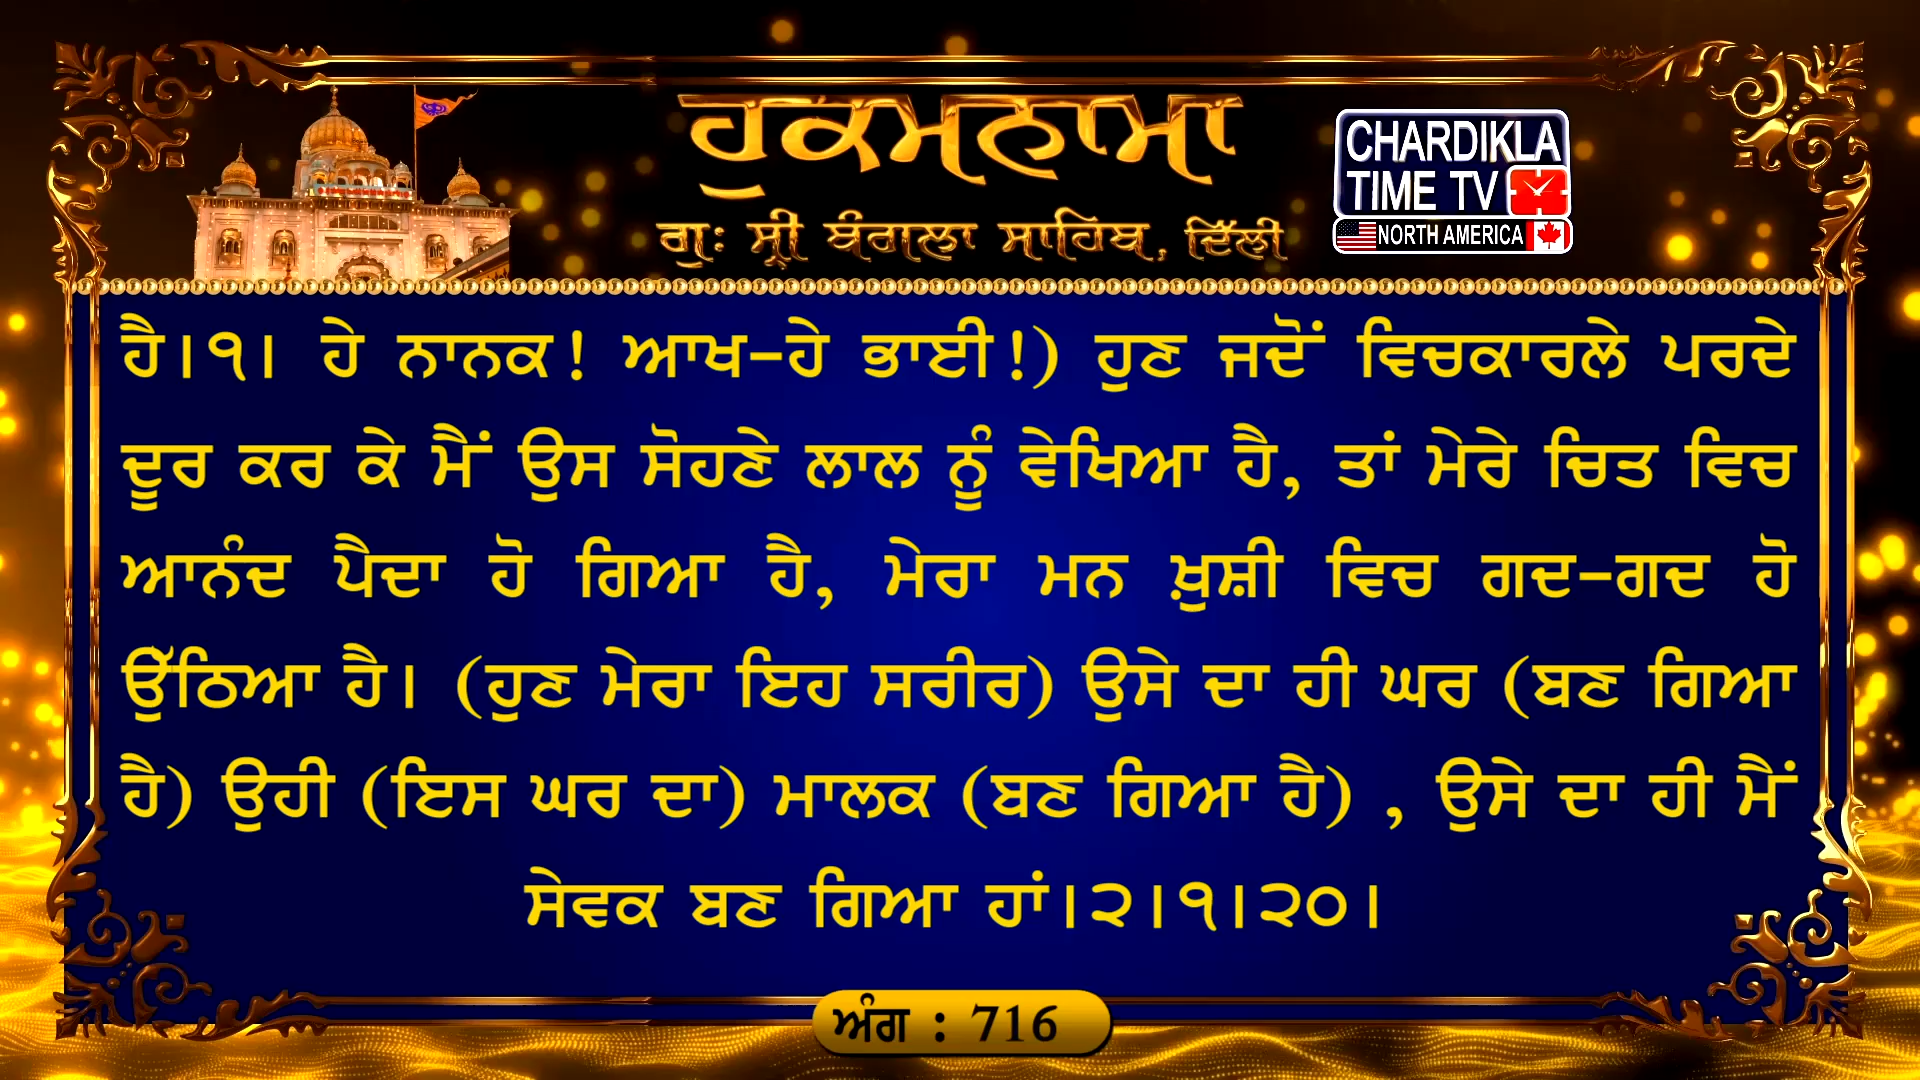 ਹੁਕਮਨਾਮਾ
ਗੁਃ ਸ੍ਰੀ ਬੰਗਲਾ ਸਾਹਿਬ, ਦਿੱਲੀ
CHARDIKLA
TIME TV
NORTH AMERICA
ਹੈ।੧। ਹੇ ਨਾਨਕ! ਆਖ-ਹੇ ਭਾਈ!) ਹੁਣ ਜਦੋਂ ਵਿਚਕਾਰਲੇ ਪਰਦੇ
ਦੂਰ ਕਰ ਕੇ ਮੈਂ ਉਸ ਸੋਹਣੇ ਲਾਲ ਨੂੰ ਵੇਖਿਆ ਹੈ, ਤਾਂ ਮੇਰੇ ਚਿਤ ਵਿਚ
ਆਨੰਦ ਪੈਦਾ ਹੋ ਗਿਆ ਹੈ, ਮੇਰਾ ਮਨ ਖ਼ੁਸ਼ੀ ਵਿਚ ਗਦ-ਗਦ ਹੋ
ਉੱਠਿਆ ਹੈ। (ਹੁਣ ਮੇਰਾ ਇਹ ਸਰੀਰ) ਉਸੇ ਦਾ ਹੀ ਘਰ (ਬਣ ਗਿਆ
ਹੈ) ਉਹੀ (ਇਸ ਘਰ ਦਾ) ਮਾਲਕ (ਬਣ ਗਿਆ ਹੈ) , ਉਸੇ ਦਾ ਹੀ ਮੈਂ
ਸੇਵਕ ਬਣ ਗਿਆ ਹਾਂ।੨।੧।੨੦।
ਅੰਗ : 716